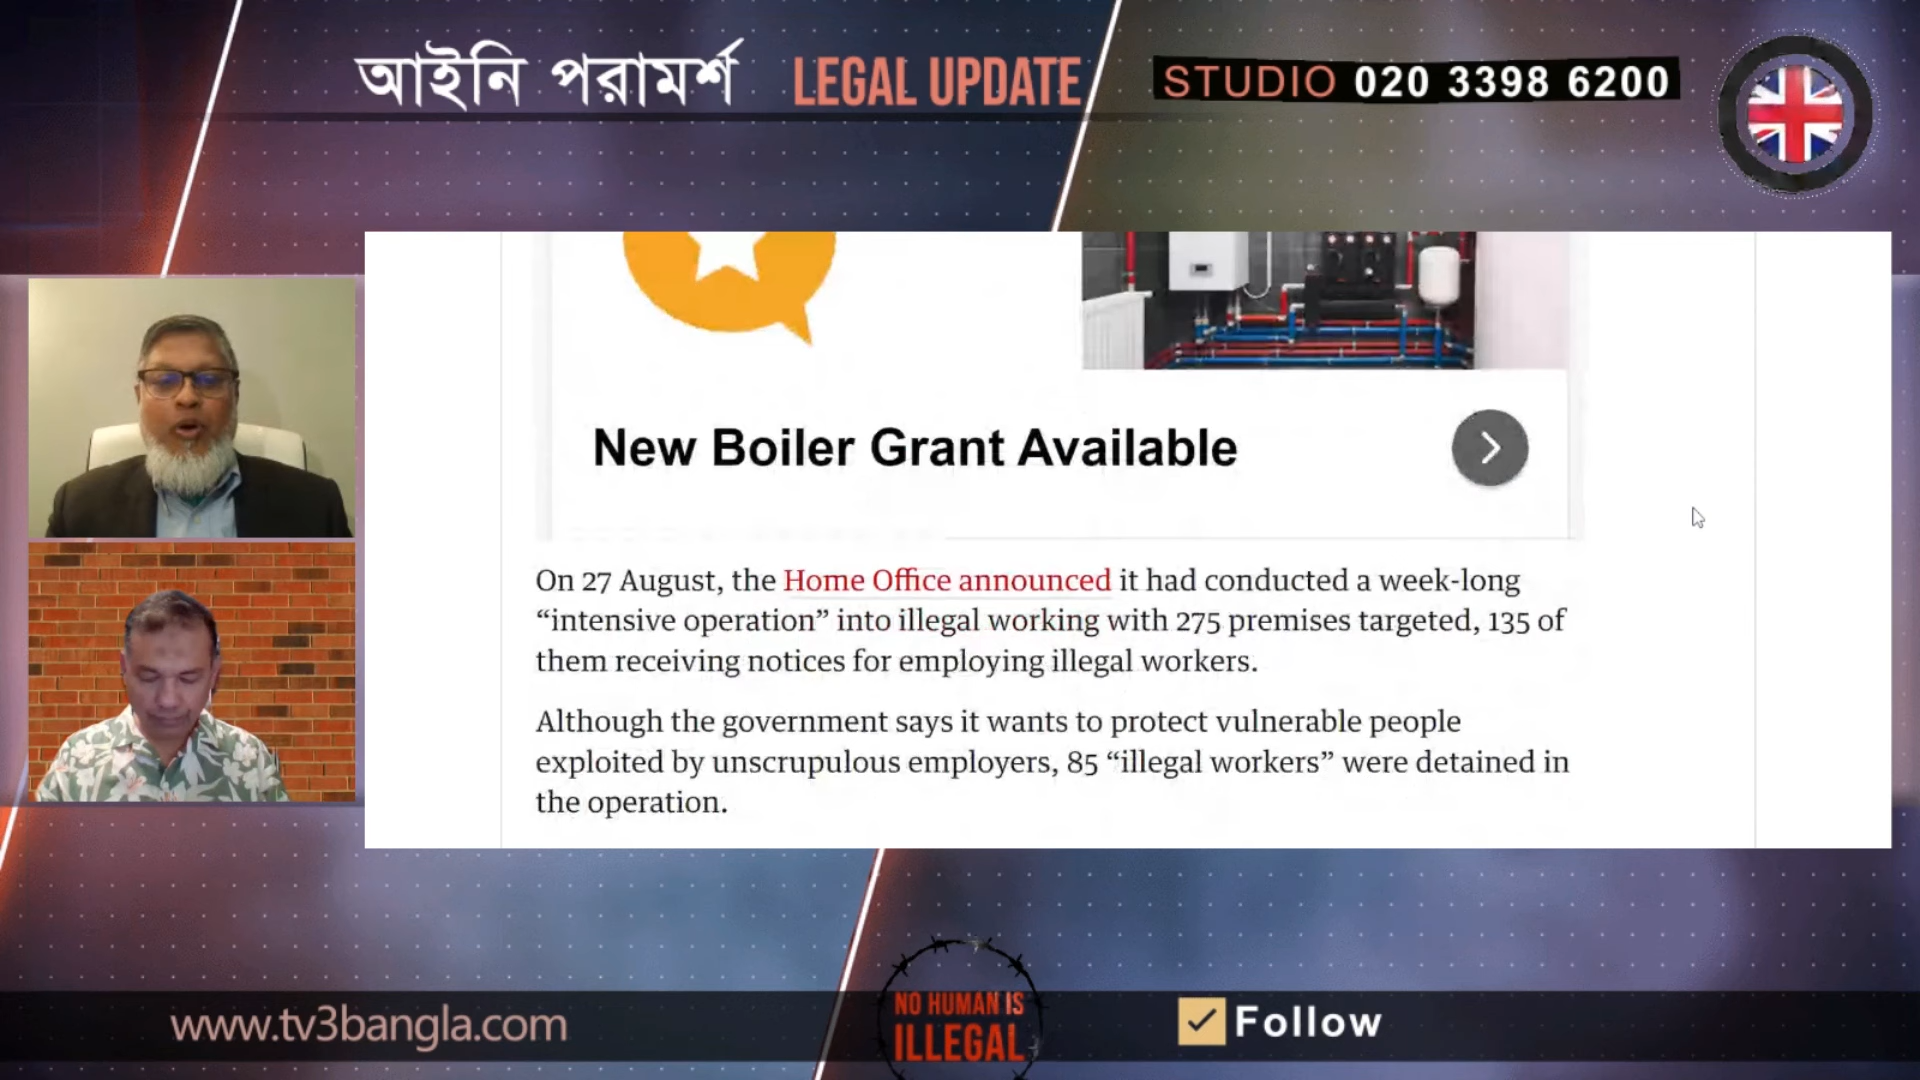 আইনি পরামর্শ LEGAL UPDATE
STUDIO 020 3398 6200
New Boiler Grant Available
On 27 August, the Home Office announced it had conducted a week-long
“intensive operation” into illegal working with 275 premises targeted, 135 of
them receiving notices for employing illegal workers.
Although the government says it wants to protect vulnerable people
exploited by unscrupulous employers, 85 “illegal workers” were detained in
the operation.
www.tv3bangla.com
NO HUMAN IS
ILLEGAL
Follow